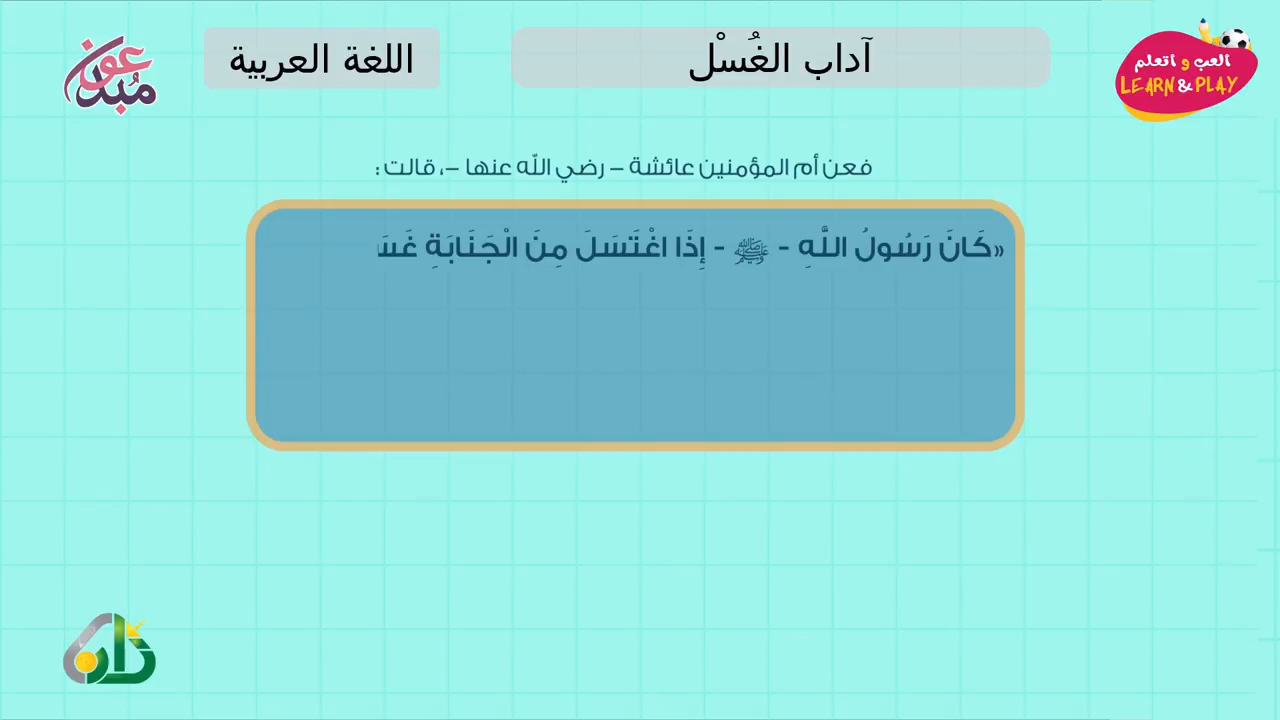 مبدعون
اللغة العربية
آداب الغُسْل
العب و اتعلم
LEARN & PLAY
فعن أم المؤمنين عائشة – رضي الله عنها –، قالت :
«كَانَ رَسُولُ اللَّهِ - ﷺ - إِذَا اغْتَسَلَ مِنَ الْجَنَابَةِ غَسَ